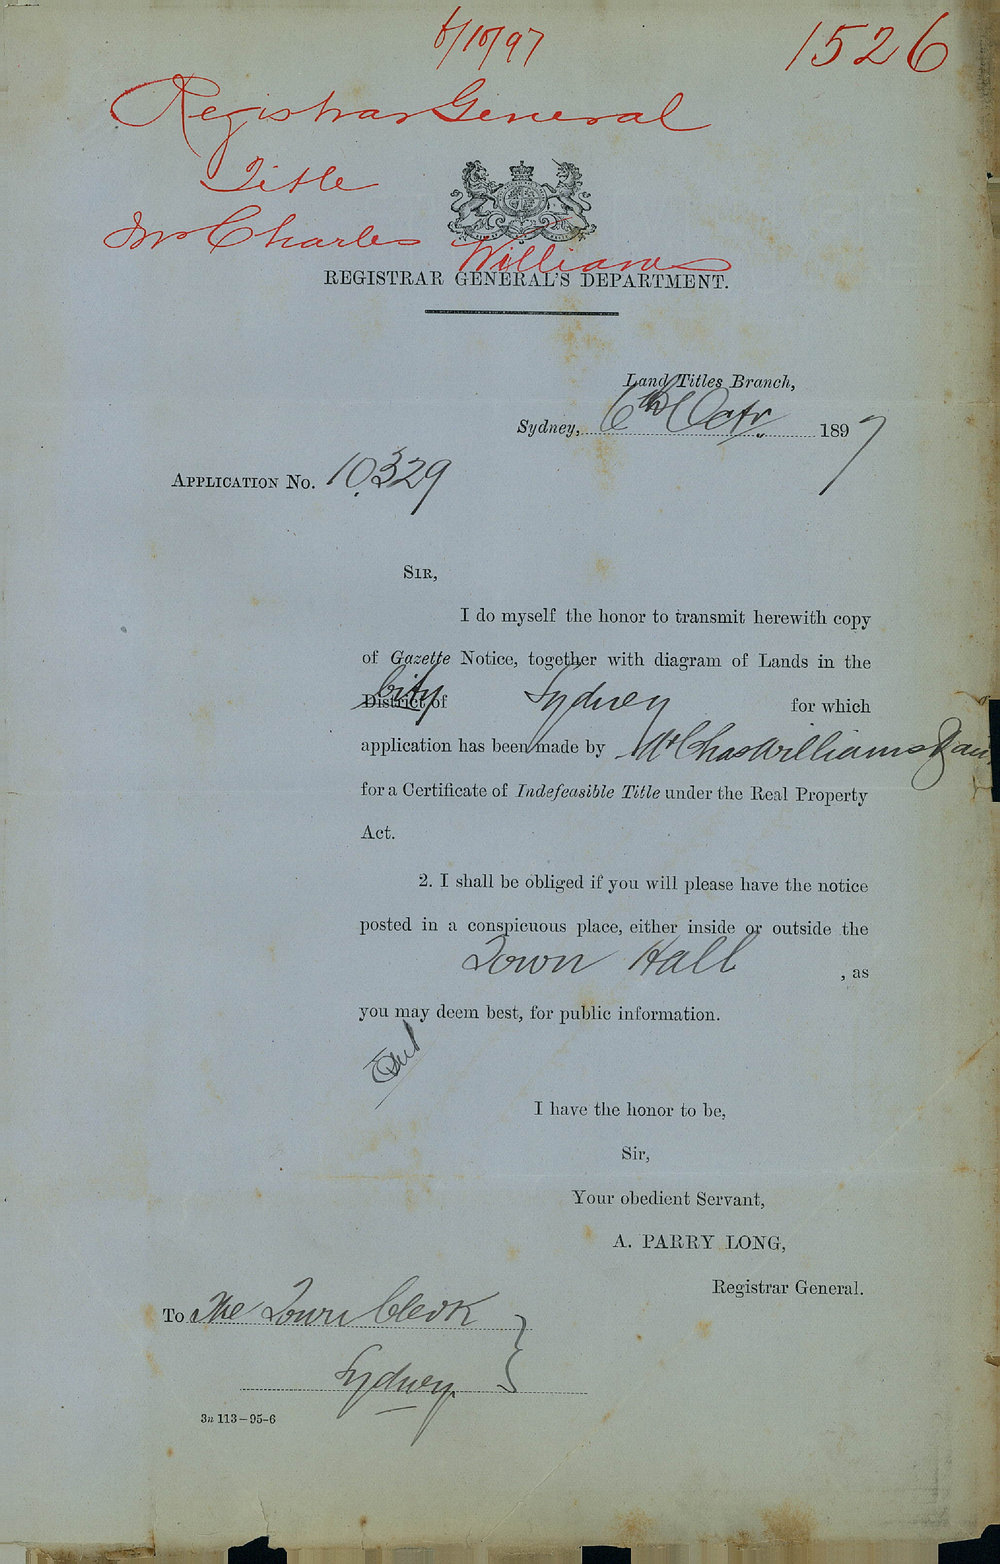 6/10/97
1526
Registrar General
Title
Mr Charles Williams
REGISTRAR GENERAL'S DEPARTMENT.
Land Titles Branch,
Sydney, 6th Octr. 1897
APPLICATION No. 10329
SIR,
I do myself the honor to transmit herewith copy
of Gazette Notice, together with diagram of Lands in the
District City of Sydney for which
application has been made by Mr Chas Williams
for a Certificate of Indefeasible Title under the Real Property
Act.
2. I shall be obliged if you will please have the notice
posted in a conspicuous place, either inside or outside the
Town Hall , as
you may deem best, for public information.
I have the honor to be,
Sir,
Your obedient Servant,
A. PARRY LONG,
Registrar General.
To The Town Clerk
Sydney.
3n 113–95–6